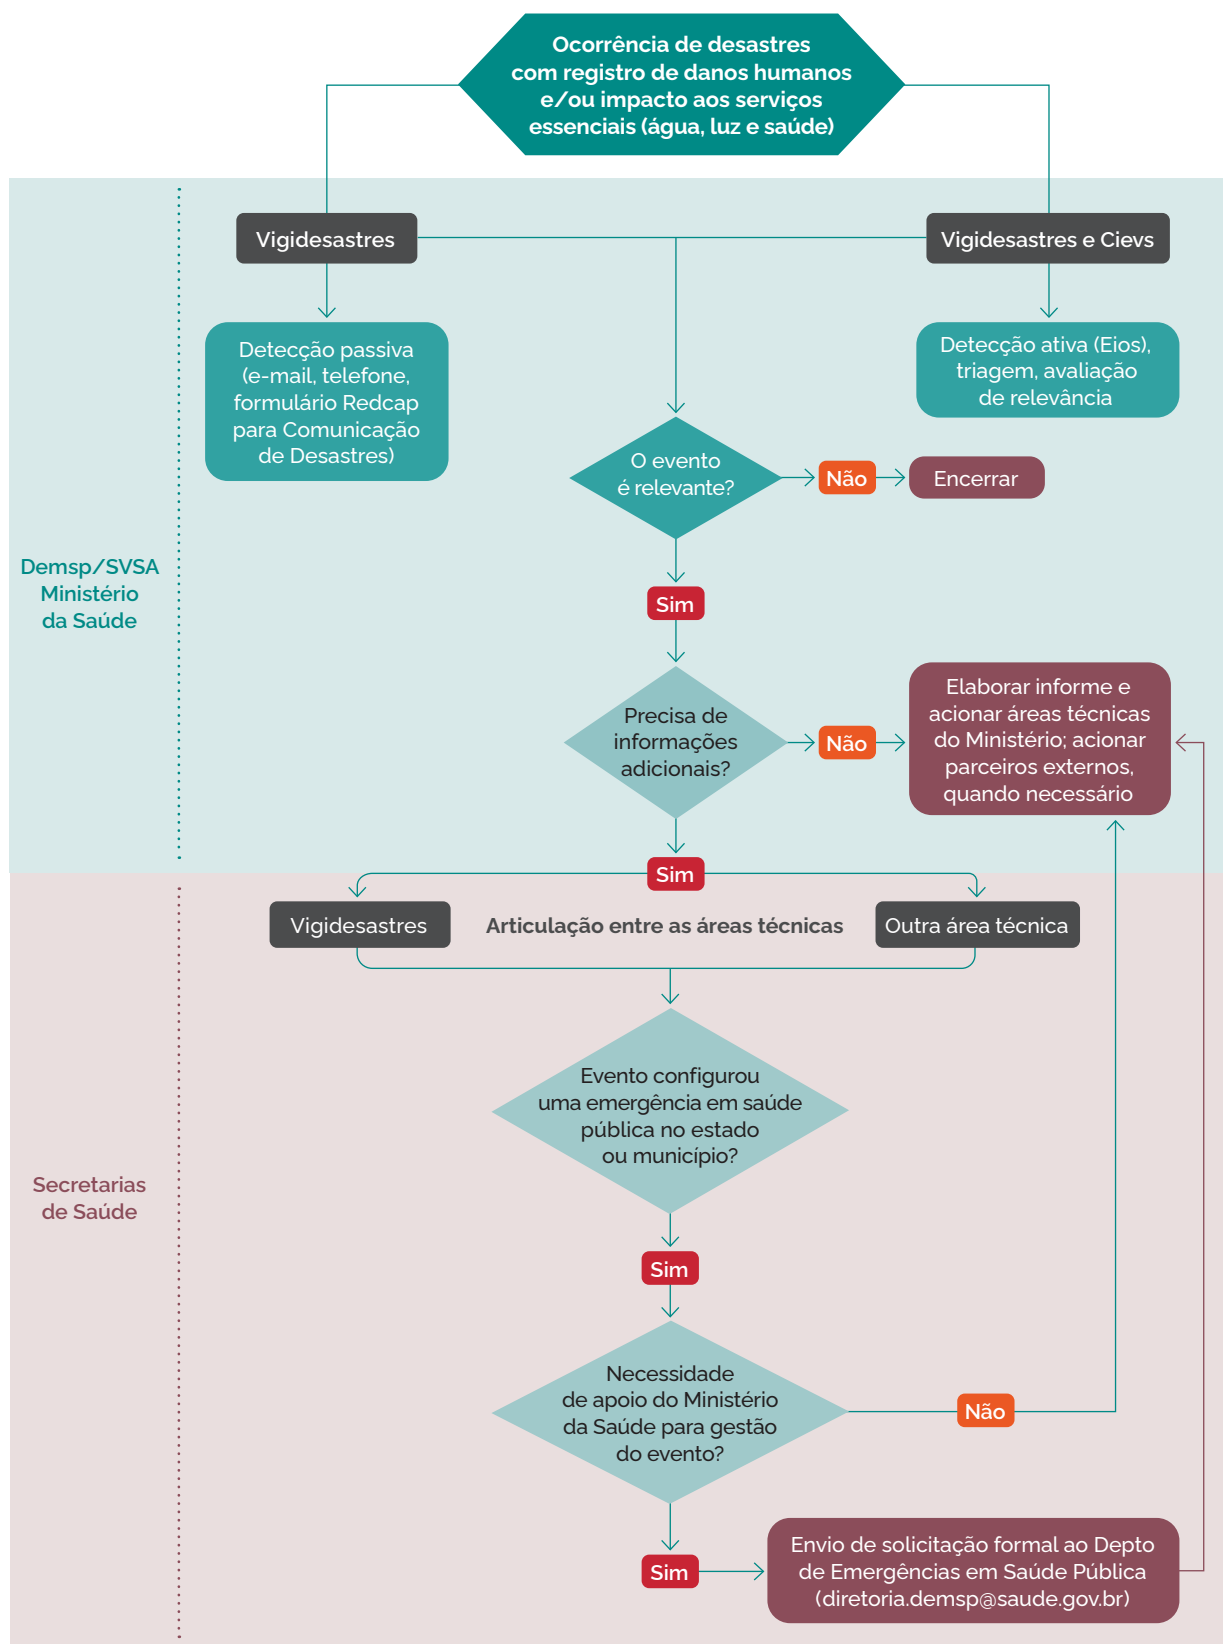 Ocorrência de desastres
com registro de danos humanos
e/ou impacto aos serviços
essenciais (água, luz e saúde)
Vigidesastres
Vigidesastres e Cievs
Detecção passiva
(e-mail, telefone,
formulário Redcap
para Comunicação
de Desastres)
Detecção ativa (Eios),
triagem, avaliação
de relevância
O evento
é relevante?
Não
Encerrar
Demsp/SVSA
Ministério
da Saúde
Sim
Precisa de
informações
adicionais?
Não
Elaborar informe e
acionar áreas técnicas
do Ministério; acionar
parceiros externos,
quando necessário
Sim
Vigidesastres
Articulação entre as áreas técnicas
Outra área técnica
Evento configurou
uma emergência em saúde
pública no estado
ou município?
Secretarias
de Saúde
Sim
Necessidade
de apoio do Ministério
da Saúde para gestão
do evento?
Não
Sim
Envio de solicitação formal ao Depto
de Emergências em Saúde Pública
(diretoria.demsp@saude.gov.br)